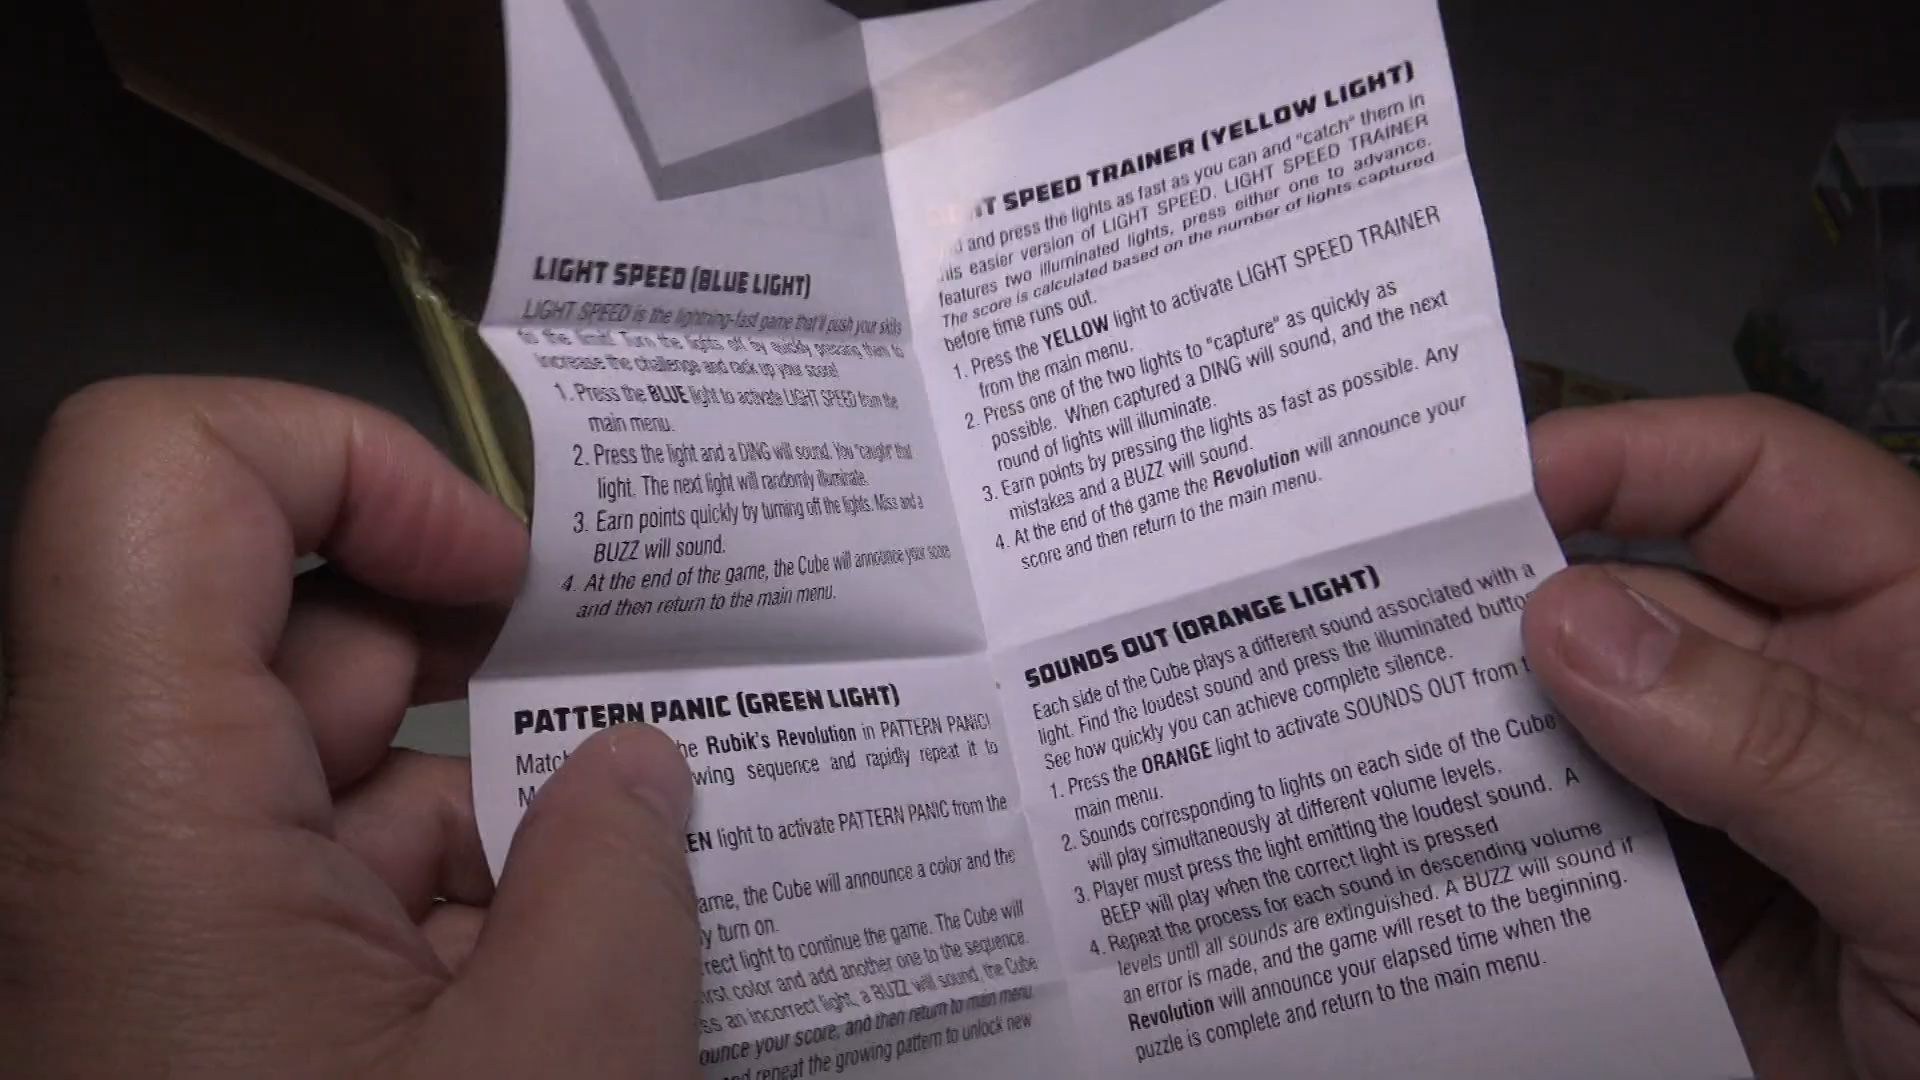 LIGHT SPEED (BLUE LIGHT)
LIGHT SPEED is the lightning-fast game that'll push your skills
to the limit! Turn the lights off by quickly pressing them to
increase the challenge and rack up your score!
1. Press the BLUE light to activate LIGHT SPEED from the
main menu.
2. Press the light and a DING will sound. You "caught" that
light. The next light will randomly illuminate.
3. Earn points quickly by turning off the lights. Miss and a
BUZZ will sound.
4. At the end of the game, the Cube will announce your score
and then return to the main menu.
PATTERN PANIC (GREEN LIGHT)
Match Rubik's Revolution in PATTERN PANIC!
sequence and rapidly repeat it to
light to activate PATTERN PANIC from the
the Cube will announce a color and the
turn on.
light to continue the game. The Cube will
color and add another one to the sequence.
an incorrect light, a BUZZ will sound, the Cube
your score, and then return to main menu
repeat the growing pattern to unlock new
SPEED TRAINER (YELLOW LIGHT)
and press the lights as fast as you can and "catch" them in
easier version of LIGHT SPEED. LIGHT SPEED TRAINER
features two illuminated lights, press either one to advance.
The score is calculated based on the number of lights captured
before time runs out.
1. Press the YELLOW light to activate LIGHT SPEED TRAINER
from the main menu.
2. Press one of the two lights to "capture" as quickly as
possible. When captured a DING will sound, and the next
round of lights will illuminate.
3. Earn points by pressing the lights as fast as possible. Any
mistakes and a BUZZ will sound.
4. At the end of the game the Revolution will announce your
score and then return to the main menu.
SOUNDS OUT (ORANGE LIGHT)
Each side of the Cube plays a different sound associated with a
light. Find the loudest sound and press the illuminated
See how quickly you can achieve complete silence.
1. Press the ORANGE light to activate SOUNDS OUT from
main menu.
2. Sounds corresponding to lights on each side of the Cube
will play simultaneously at different volume levels.
3. Player must press the light emitting the loudest sound. A
BEEP will play when the correct light is pressed
4. Repeat the process for each sound in descending volume
levels until all sounds are extinguished. A BUZZ will sound if
an error is made, and the game will reset to the beginning.
Revolution will announce your elapsed time when the
puzzle is complete and return to the main menu.